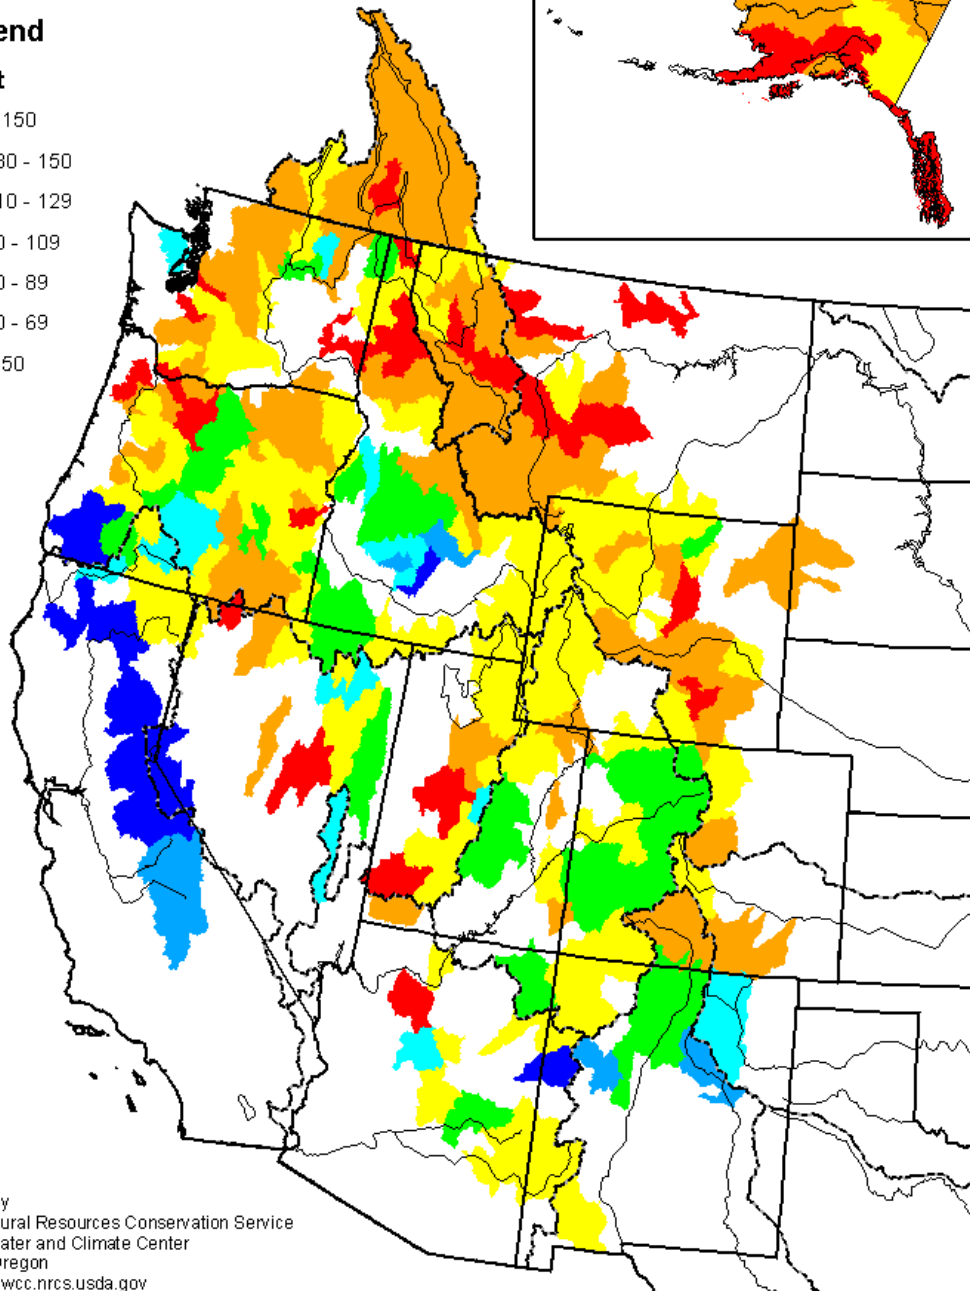 end
t
150
30 - 150
10 - 129
0 - 109
0 - 89
0 - 69
50
y
ural Resources Conservation Service
ater and Climate Center
Oregon
wcc.nrcs.usda.gov